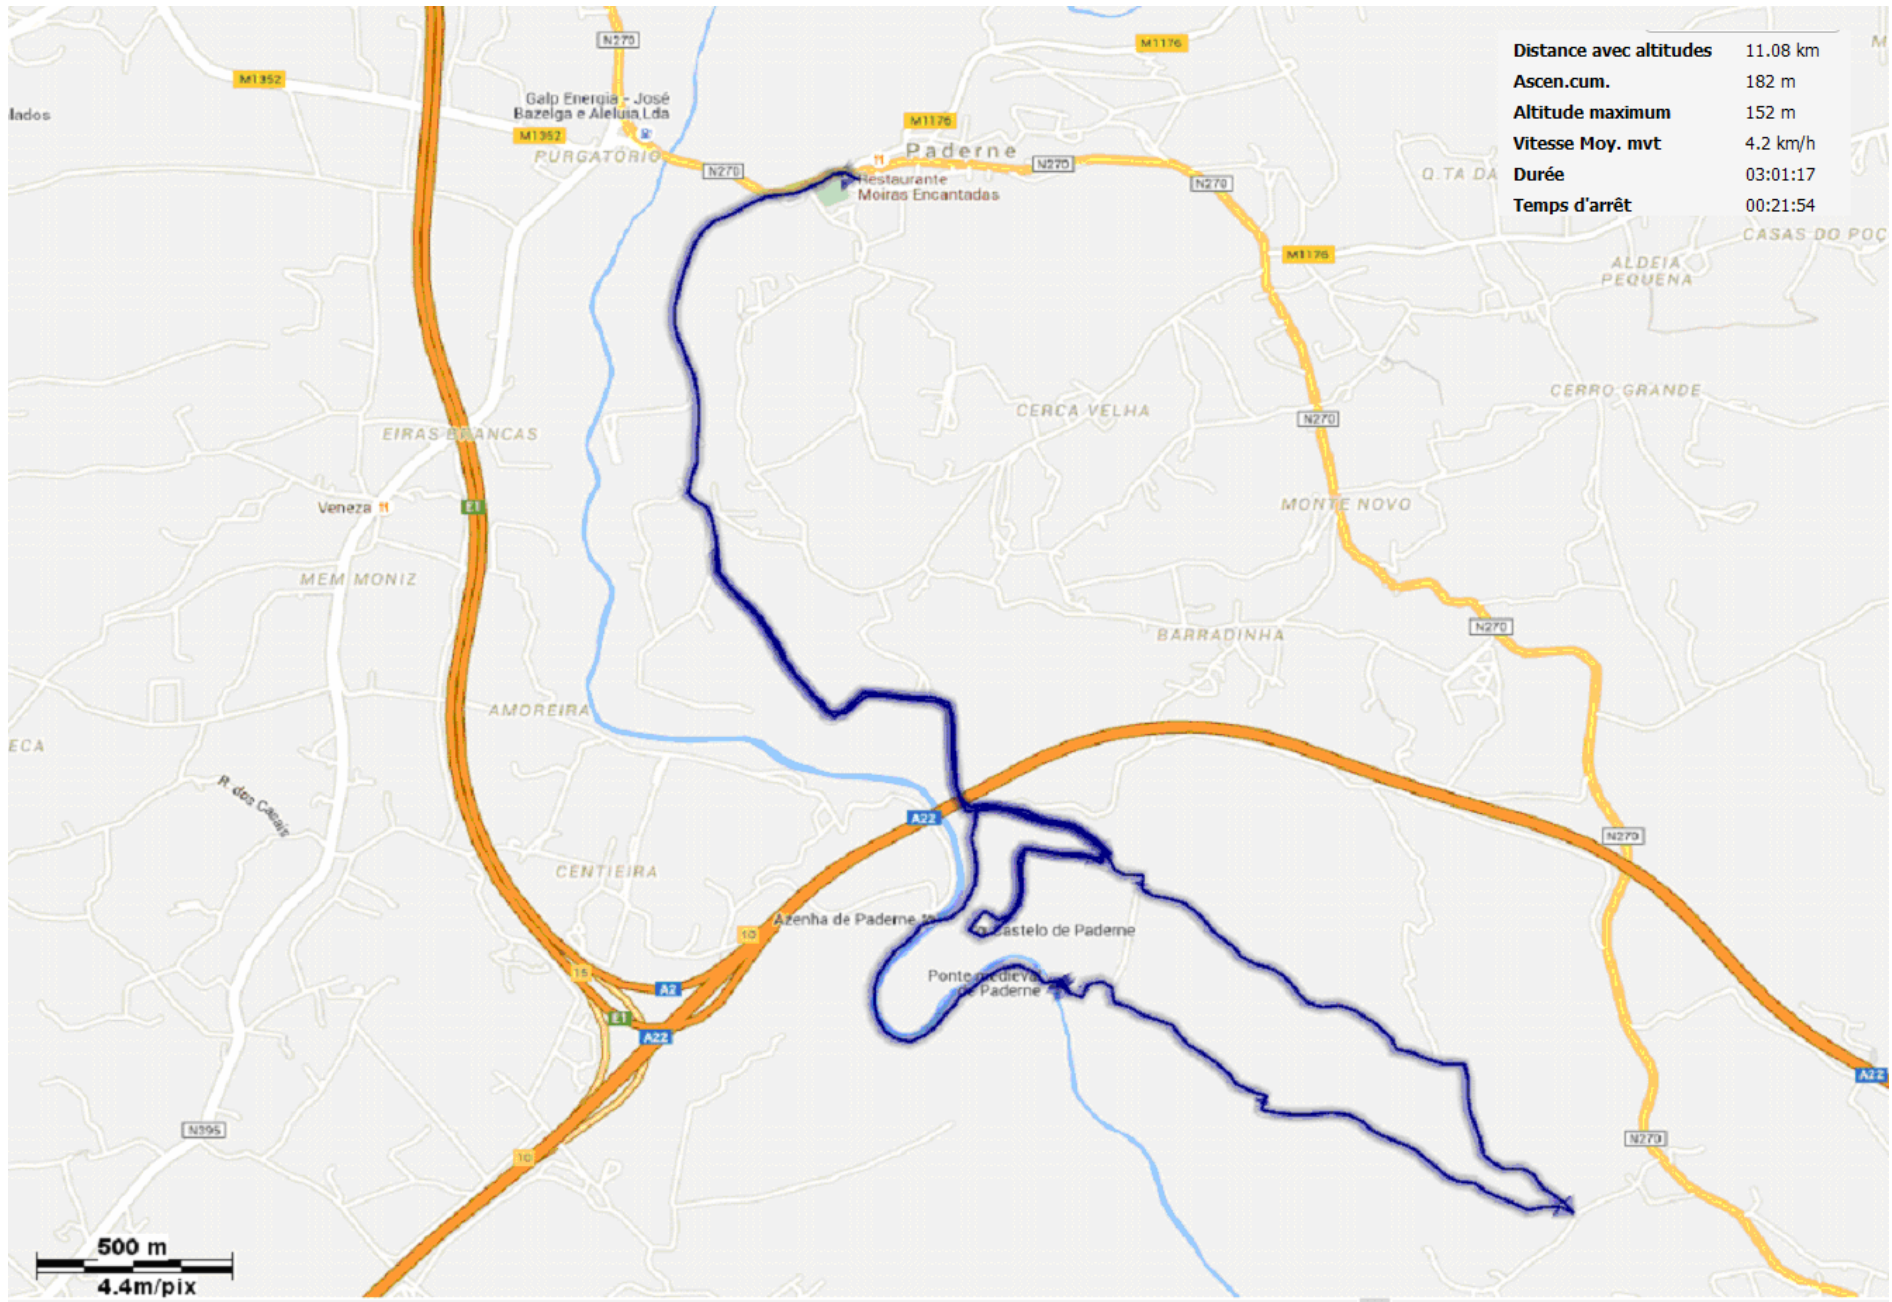 N270
M1176
Distance avec altitudes 11.08 km
Ascen.cum. 182 m
Altitude maximum 152 m
Vitesse Moy. mvt 4.2 km/h
Durée 03:01:17
Temps d'arrêt 00:21:54
M1352
Galp Energia - José
Bazelga e Aleluia,Lda
lados
M1352
M1176
PURGATÓRIO
Paderne
N270
N270
N270
Restaurante
Moiras Encantadas
Q.TA DA
CASAS DO POÇ
M1176
ALDEIA
PEQUENA
CERRO GRANDE
CERCA VELHA
N270
EIRAS BRANCAS
Veneza
E1
MONTE NOVO
MEM MONIZ
BARRADINHA
N270
AMOREIRA
ECA
R. dos Casais
A22
N270
CENTIEIRA
Azenha de Paderne
10
Castelo de Paderne
15
Ponte medieval
de Paderne
A2
E1
A22
A22
N395
10
N270
500 m
4.4m/pix